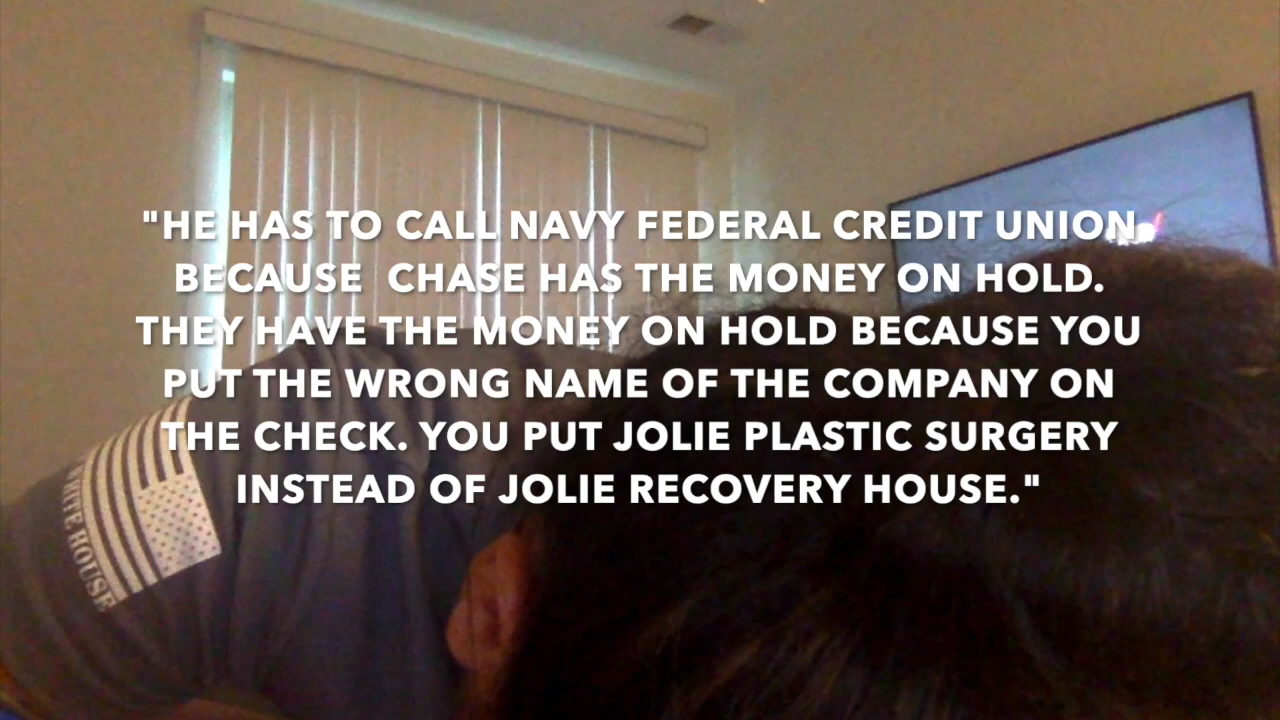 "HE HAS TO CALL NAVY FEDERAL CREDIT UNION
BECAUSE  CHASE HAS THE MONEY ON HOLD.
THEY HAVE THE MONEY ON HOLD BECAUSE YOU
PUT THE WRONG NAME OF THE COMPANY ON
THE CHECK. YOU PUT JOLIE PLASTIC SURGERY
INSTEAD OF JOLIE RECOVERY HOUSE."
WHITE HOUSE